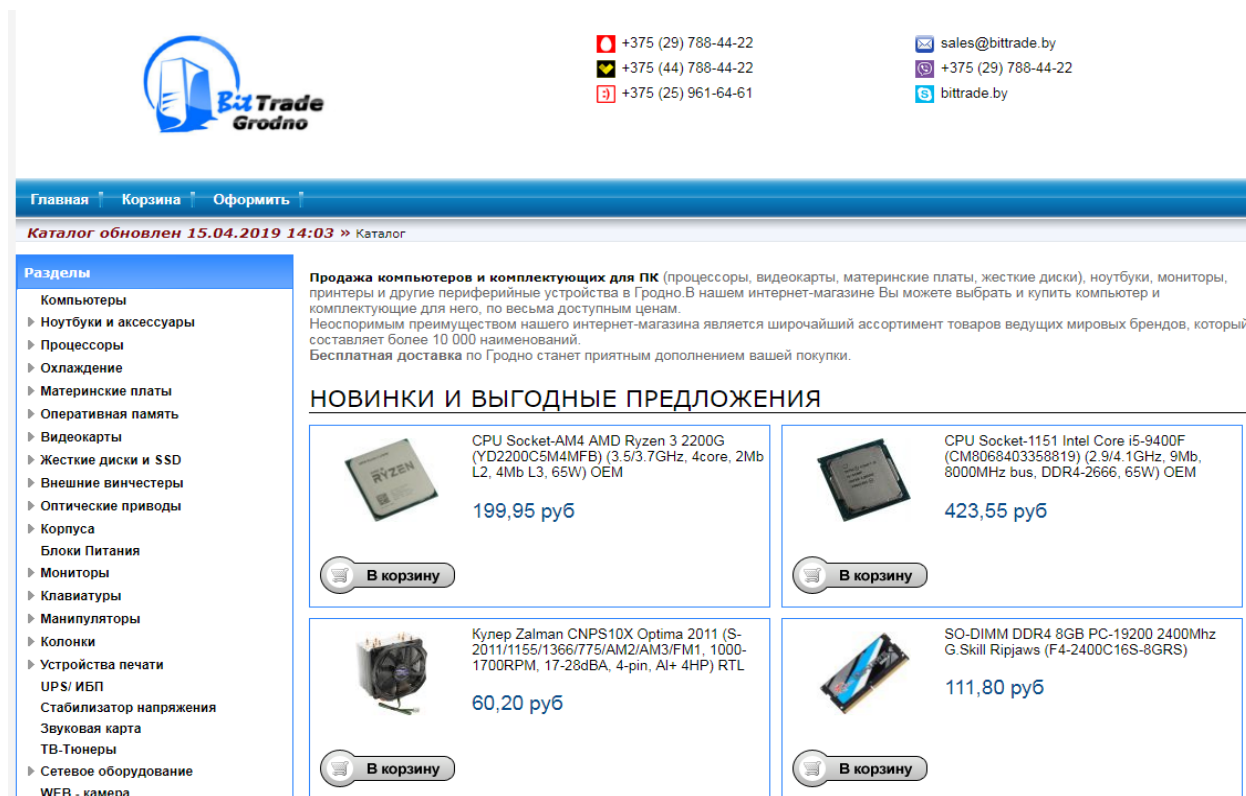 Bit Trade
Grodno
+375 (29) 788-44-22
+375 (44) 788-44-22
+375 (25) 961-64-61
sales@bittrade.by
+375 (29) 788-44-22
bittrade.by
Главная
Корзина
Оформить
Каталог обновлен 15.04.2019 14:03 » Каталог
Разделы
Компьютеры
Ноутбуки и аксессуары
Процессоры
Охлаждение
Материнские платы
Оперативная память
Видеокарты
Жесткие диски и SSD
Внешние винчестеры
Оптические приводы
Корпуса
Блоки Питания
Мониторы
Клавиатуры
Манипуляторы
Колонки
Устройства печати
UPS/ ИБП
Стабилизатор напряжения
Звуковая карта
ТВ-Тюнеры
Сетевое оборудование
WEB - камера
Продажа компьютеров и комплектующих для ПК (процессоры, видеокарты, материнские платы, жесткие диски), ноутбуки, мониторы,
принтеры и другие периферийные устройства в Гродно.В нашем интернет-магазине Вы можете выбрать и купить компьютер и
комплектующие для него, по весьма доступным ценам.
Неоспоримым преимуществом нашего интернет-магазина является широчайший ассортимент товаров ведущих мировых брендов, который
составляет более 10 000 наименований.
Бесплатная доставка по Гродно станет приятным дополнением вашей покупки.
НОВИНКИ И ВЫГОДНЫЕ ПРЕДЛОЖЕНИЯ
RYZEN
CPU Socket-AM4 AMD Ryzen 3 2200G
(YD2200C5M4MFB) (3.5/3.7GHz, 4core, 2Mb
L2, 4Mb L3, 65W) OEM
199,95 руб
В корзину
CPU Socket-1151 Intel Core i5-9400F
(CM8068403358819) (2.9/4.1GHz, 9Mb,
8000MHz bus, DDR4-2666, 65W) OEM
423,55 руб
В корзину
Кулер Zalman CNPS10X Optima 2011 (S-
2011/1155/1366/775/AM2/AM3/FM1, 1000-
1700RPM, 17-28dBA, 4-pin, Al+ 4HP) RTL
60,20 руб
В корзину
SO-DIMM DDR4 8GB PC-19200 2400Mhz
G.Skill Ripjaws (F4-2400C16S-8GRS)
111,80 руб
В корзину